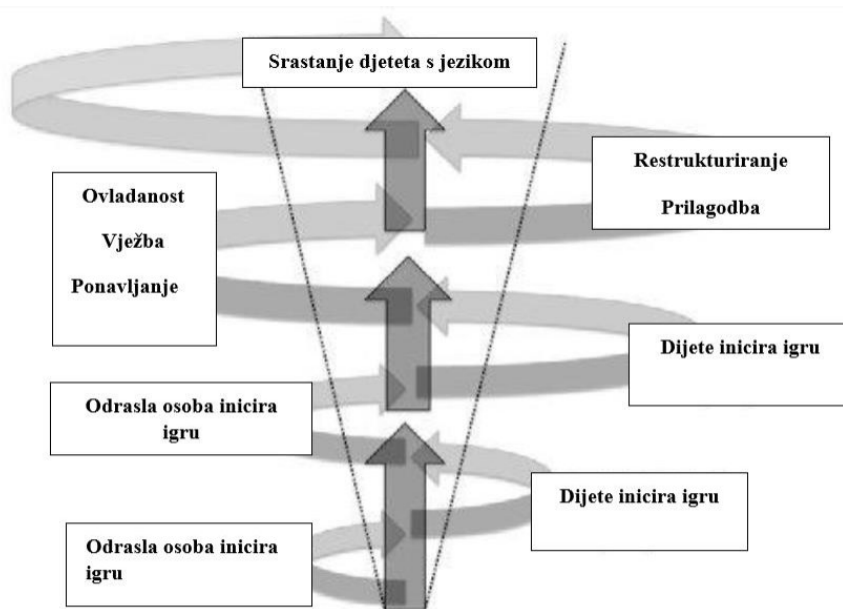 Srastanje djeteta s jezikom
Restrukturiranje
Prilagodba
Ovladanost
Vježba
Ponavljanje
Dijete inicira igru
Odrasla osoba inicira
igru
Dijete inicira igru
Odrasla osoba inicira
igru